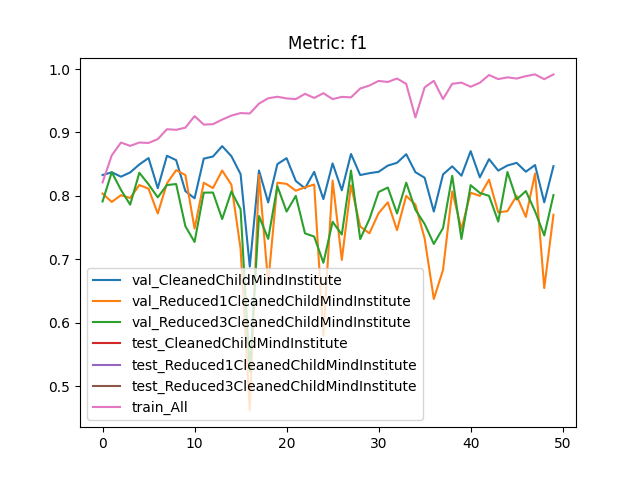 Metric: f1
1.0
0.9
0.8
0.7
0.6
0.5
val_CleanedChildMindInstitute
val_Reduced1CleanedChildMindInstitute
val_Reduced3CleanedChildMindInstitute
test_CleanedChildMindInstitute
test_Reduced1CleanedChildMindInstitute
test_Reduced3CleanedChildMindInstitute
train_All
0 10 20 30 40 50